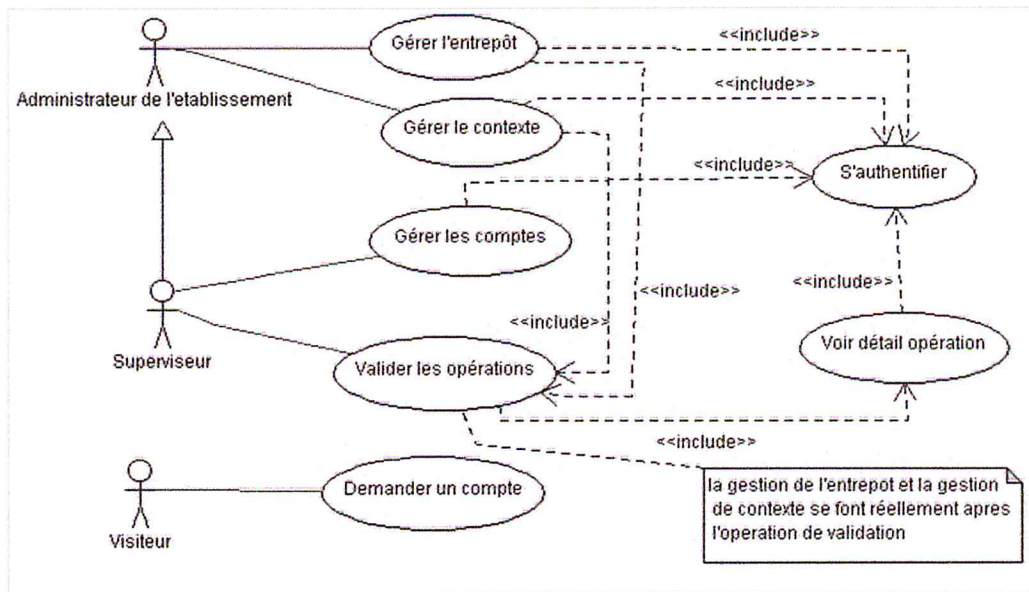 Gérer l'entrepôt
<<include>>
Administrateur de l'etablissement
<<include>>
Gérer le contexte
<<include>>
S'authentifier
Gérer les comptes
<<include>>
<<include>>
<<include>>
Superviseur
Valider les opérations
Voir détail opération
<<include>>
Demander un compte
la gestion de l'entrepot et la gestion
de contexte se font réellement apres
l'operation de validation
Visiteur